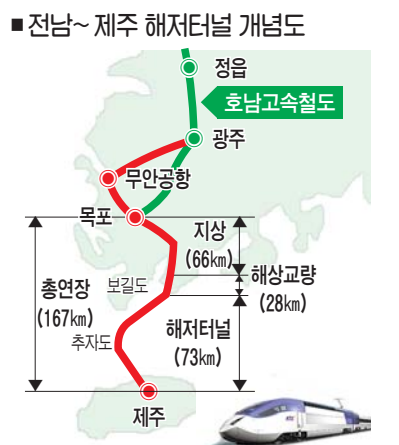 ■ 전남~ 제주 해저터널 개념도
정읍
호남고속철도
광주
무안공항
목포
지상
(66㎞)
해상교량
(28㎞)
총연장
(167㎞)
보길도
해저터널
(73㎞)
추자도
제주